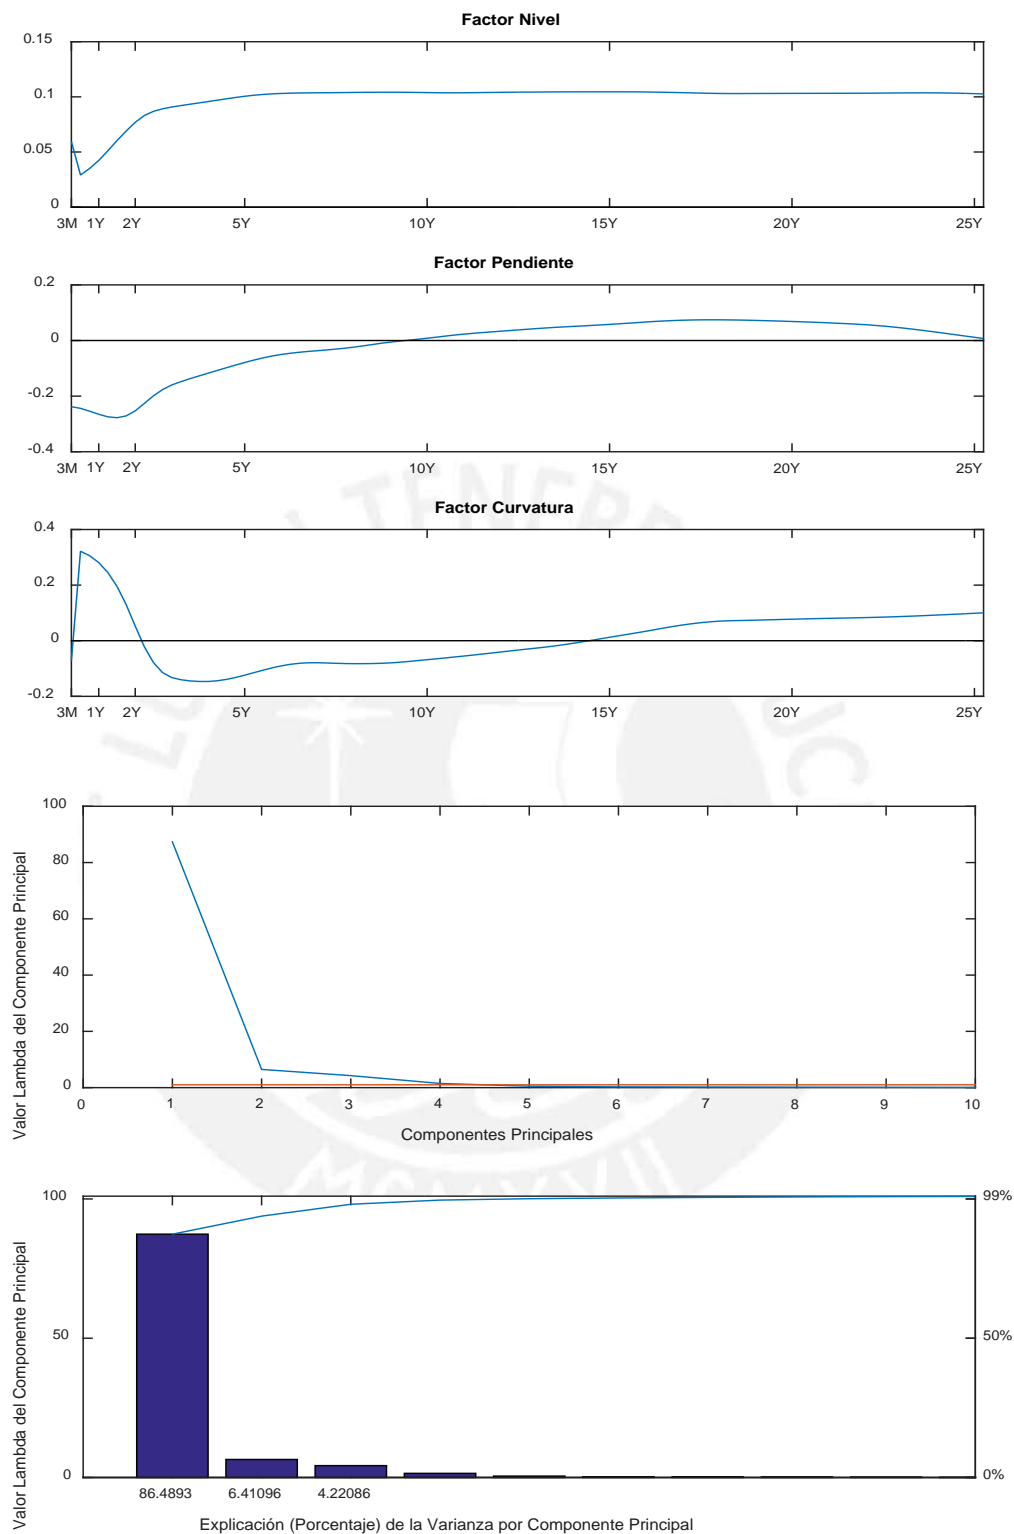 Factor Nivel
0.15
0.1
0.05
0
3M 1Y 2Y 5Y 10Y 15Y 20Y 25Y
Factor Pendiente
0.2
0
-0.2
-0.4
3M 1Y 2Y 5Y 10Y 15Y 20Y 25Y
Factor Curvatura
0.4
0.2
0
-0.2
3M 1Y 2Y 5Y 10Y 15Y 20Y 25Y
Valor Lambda del Componente Principal
100
80
60
40
20
0
0 1 2 3 4 5 6 7 8 9 10
Componentes Principales
Valor Lambda del Componente Principal
100 99%
50 50%
0 0%
86.4893 6.41096 4.22086
Explicación (Porcentaje) de la Varianza por Componente Principal
TENEBR
MCMXVII